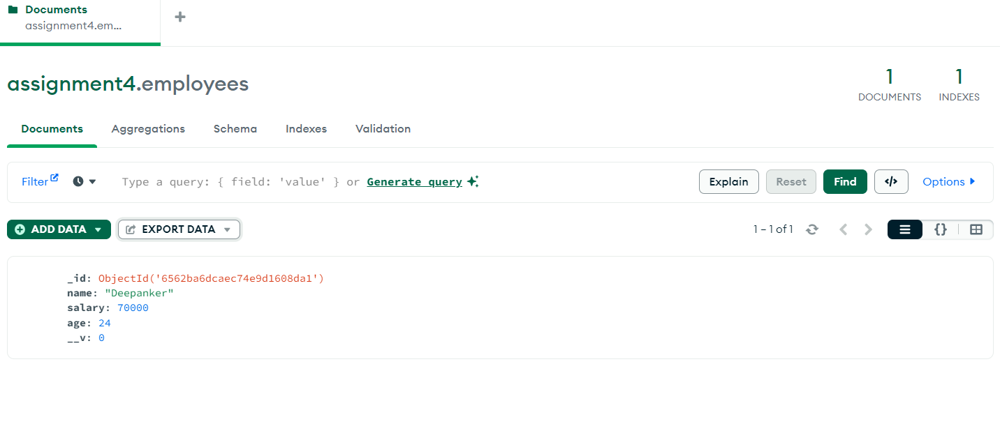 Documents
assignment4.em...
assignment4.employees
1 1
DOCUMENTS INDEXES
Documents Aggregations Schema Indexes Validation
Filter Type a query: { field: 'value' } or Generate query Explain Reset Find </> Options
ADD DATA EXPORT DATA 1 – 1 of 1 {}
_id: ObjectId('6562ba6dcaec74e9d1608da1')
name: "Deepanker"
salary: 70000
age: 24
__v: 0